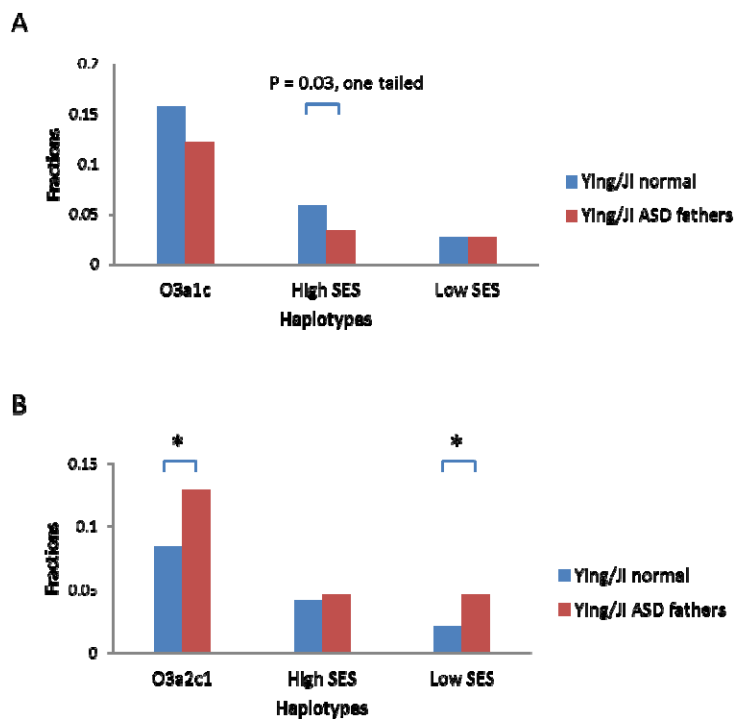 A
0.2
P = 0.03, one tailed
0.15
0.1
0.05
0
Fractions
Ying/Ji normal
Ying/Ji ASD fathers
O3a1c High SES Low SES
Haplotypes
B
* *
0.15
0.1
0.05
0
Fractions
Ying/Ji normal
Ying/Ji ASD fathers
O3a2c1 High SES Low SES
Haplotypes